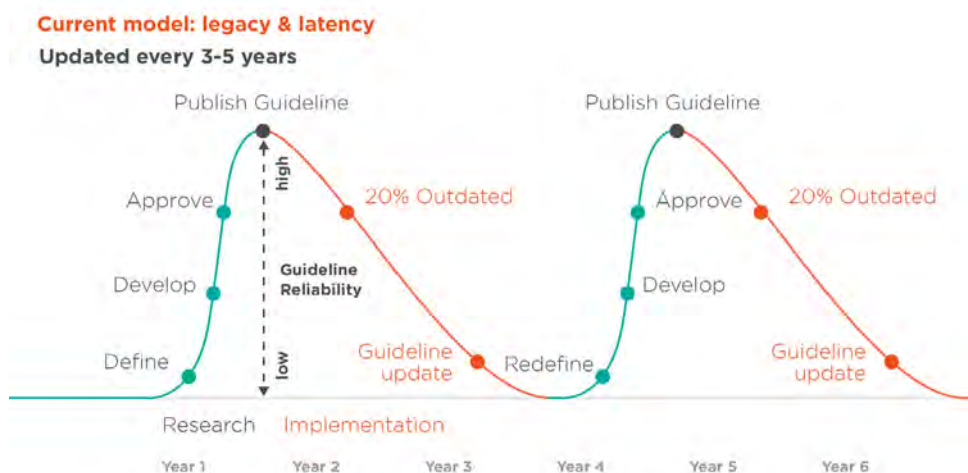 Current model: legacy & latency
Updated every 3-5 years
Publish Guideline
Publish Guideline
high
Approve
20% Outdated
Approve
20% Outdated
Guideline
Reliability
Develop
Develop
low
Define
Guideline
update
Redefine
Guideline
update
Research
Implementation
Year 1
Year 2
Year 3
Year 4
Year 5
Year 6